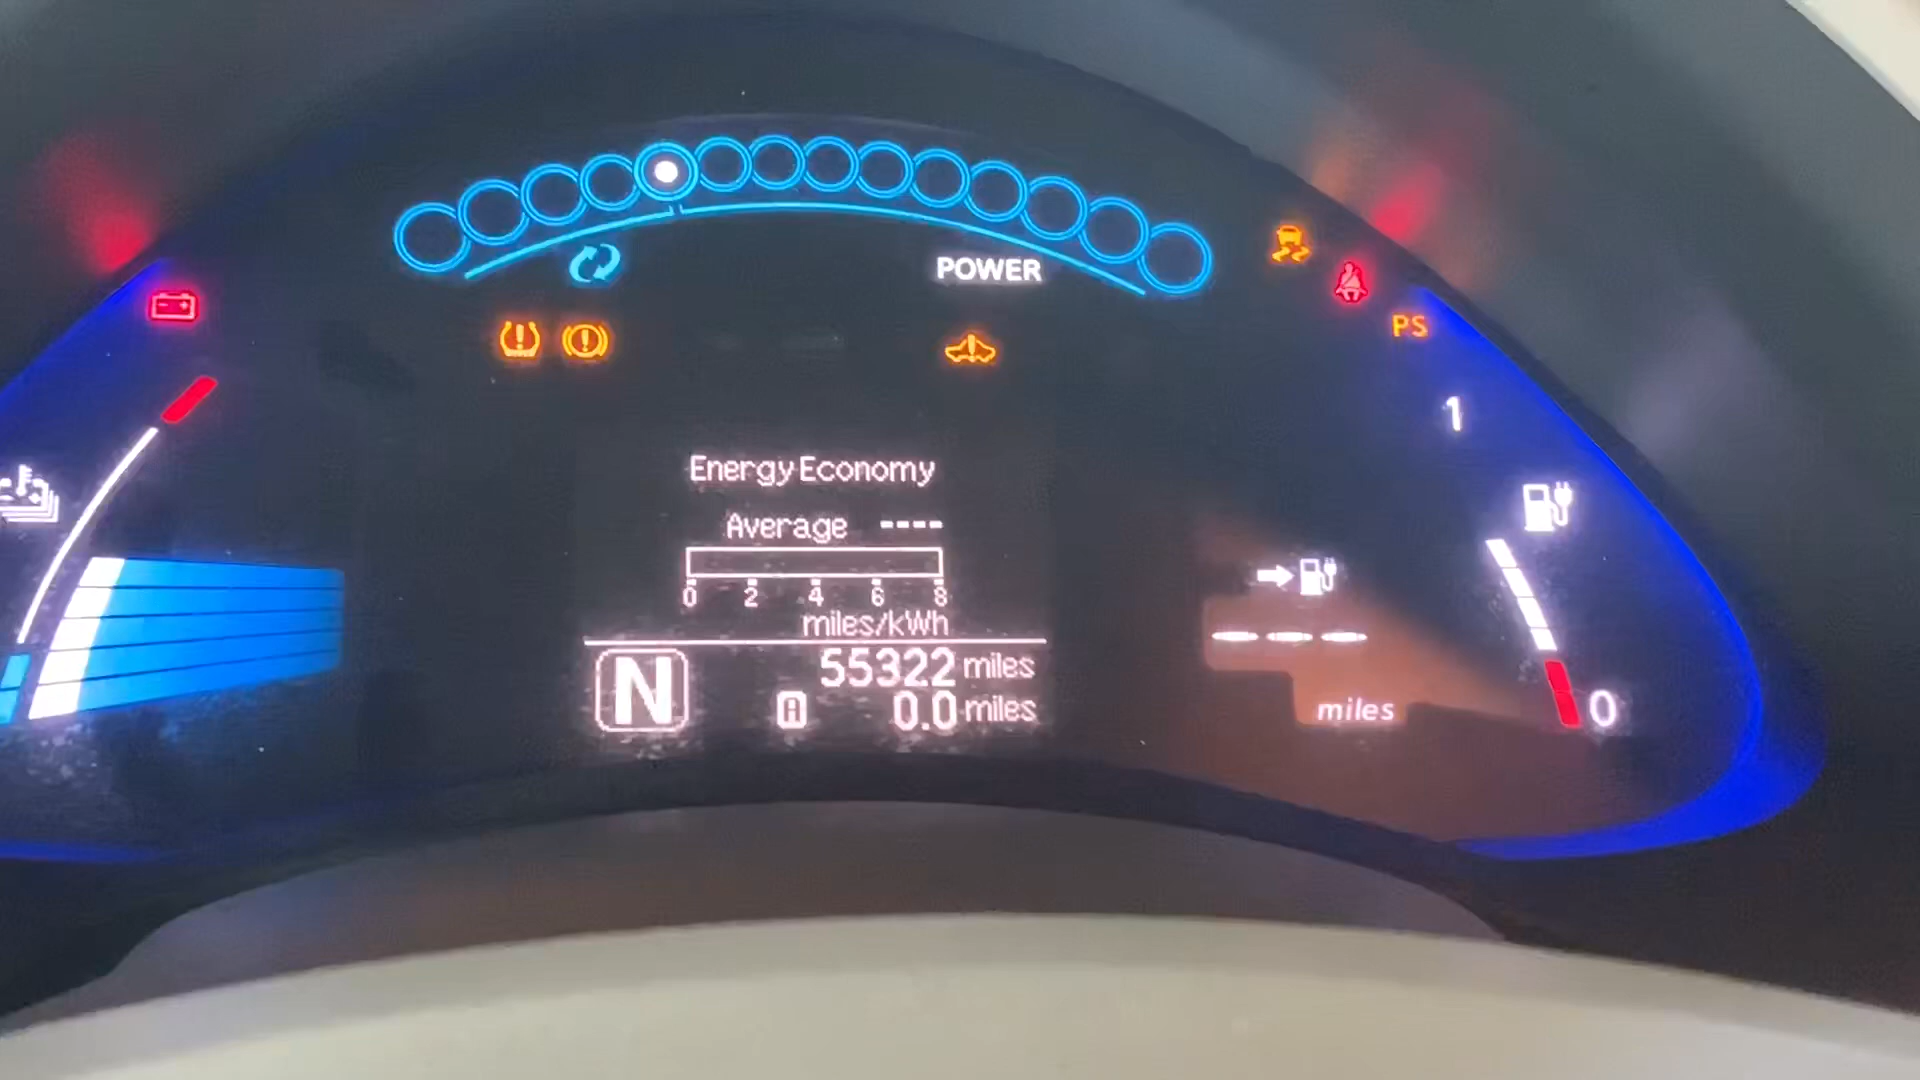 POWER
PS
1
Energy Economy
Average ----
0 2 4 6 8
miles/kWh
N 55322 miles
A 0.0 miles
---
miles
0